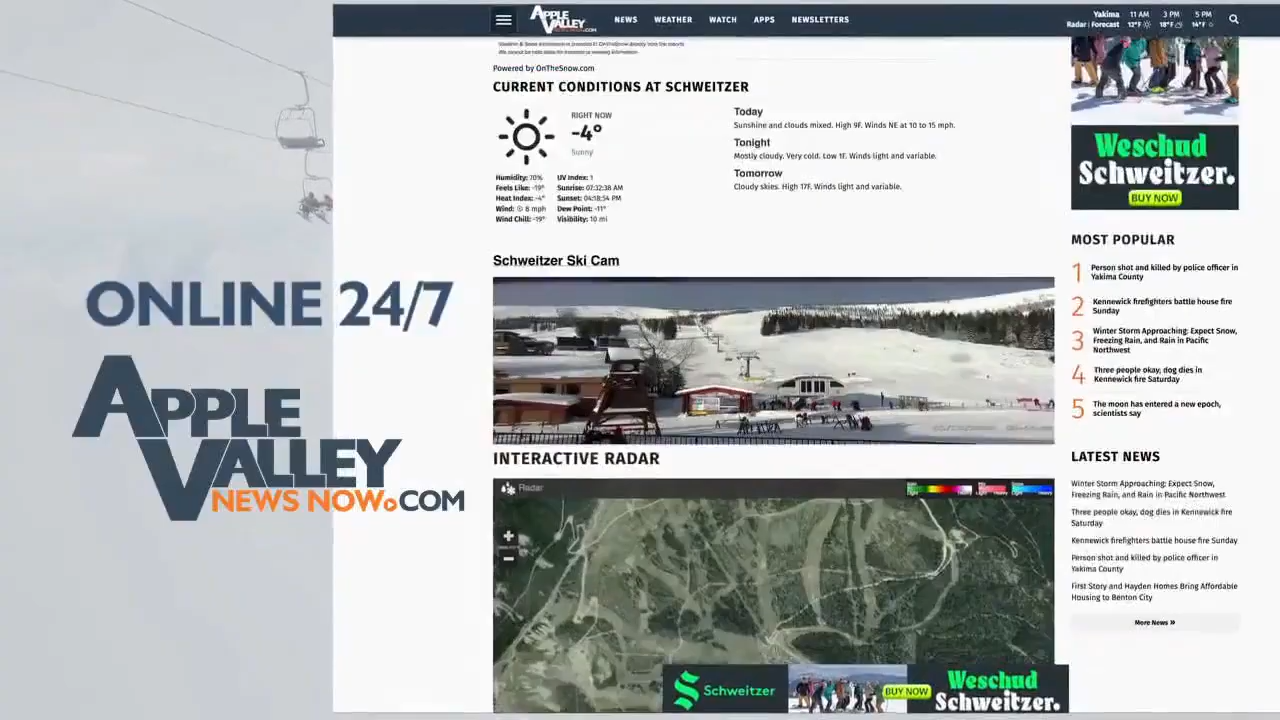 ONLINE 24/7
APPLE
VALLEY
NEWS NOW.COM
APPLE
VALLEY
NEWS NOW.COM
NEWS WEATHER WATCH APPS NEWSLETTERS
Yakima 11 AM 3 PM 5 PM
Radar | Forecast 12°F 18°F 14°F
Powered by OnTheSnow.com
CURRENT CONDITIONS AT SCHWEITZER
RIGHT NOW
-4°
Sunny
Humidity: 70% UV Index: 1
Feels Like: -19° Sunrise: 07:32:38 AM
Heat Index: -4° Sunset: 04:18:54 PM
Wind: 8 mph Dew Point: -11°
Wind Chill: -19° Visibility: 10 mi
Today
Sunshine and clouds mixed. High 9F. Winds NE at 10 to 15 mph.
Tonight
Mostly cloudy. Very cold. Low 1F. Winds light and variable.
Tomorrow
Cloudy skies. High 17F. Winds light and variable.
Schweitzer Ski Cam
INTERACTIVE RADAR
Radar
Weschud
Schweitzer.
BUY NOW
MOST POPULAR
1 Person shot and killed by police officer in
Yakima County
2 Kennewick firefighters battle house fire
Sunday
3 Winter Storm Approaching: Expect Snow,
Freezing Rain, and Rain in Pacific
Northwest
4 Three people okay, dog dies in
Kennewick fire Saturday
5 The moon has entered a new epoch,
scientists say
LATEST NEWS
Winter Storm Approaching: Expect Snow,
Freezing Rain, and Rain in Pacific Northwest
Three people okay, dog dies in Kennewick fire
Saturday
Kennewick firefighters battle house fire Sunday
Person shot and killed by police officer in
Yakima County
First Story and Hayden Homes Bring Affordable
Housing to Benton City
More News »
Schweitzer
BUY NOW
Weschud
Schweitzer.